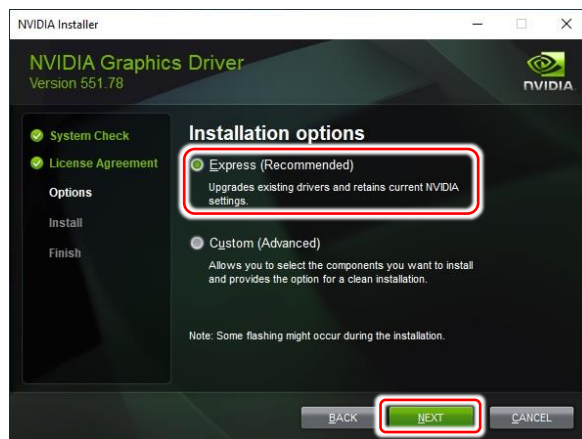 NVIDIA Installer
NVIDIA Graphics Driver
Version 551.78
NVIDIA.
System Check
License Agreement
Options
Install
Finish
Installation options
Express (Recommended)
Upgrades existing drivers and retains current NVIDIA
settings.
Custom (Advanced)
Allows you to select the components you want to install
and provides the option for a clean installation.
Note: Some flashing might occur during the installation.
BACK
NEXT
CANCEL